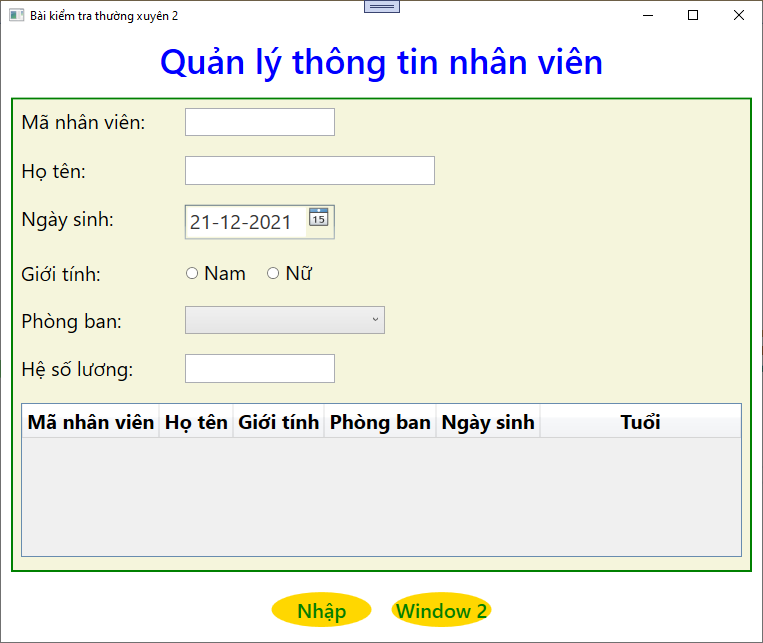 Bài kiểm tra thường xuyên 2
Quản lý thông tin nhân viên
Mã nhân viên:
Họ tên:
Ngày sinh:
21-12-2021 15
Giới tính:
Nam Nữ
Phòng ban:
Hệ số lương:
Mã nhân viên Họ tên Giới tính Phòng ban Ngày sinh Tuổi
Nhập Window 2